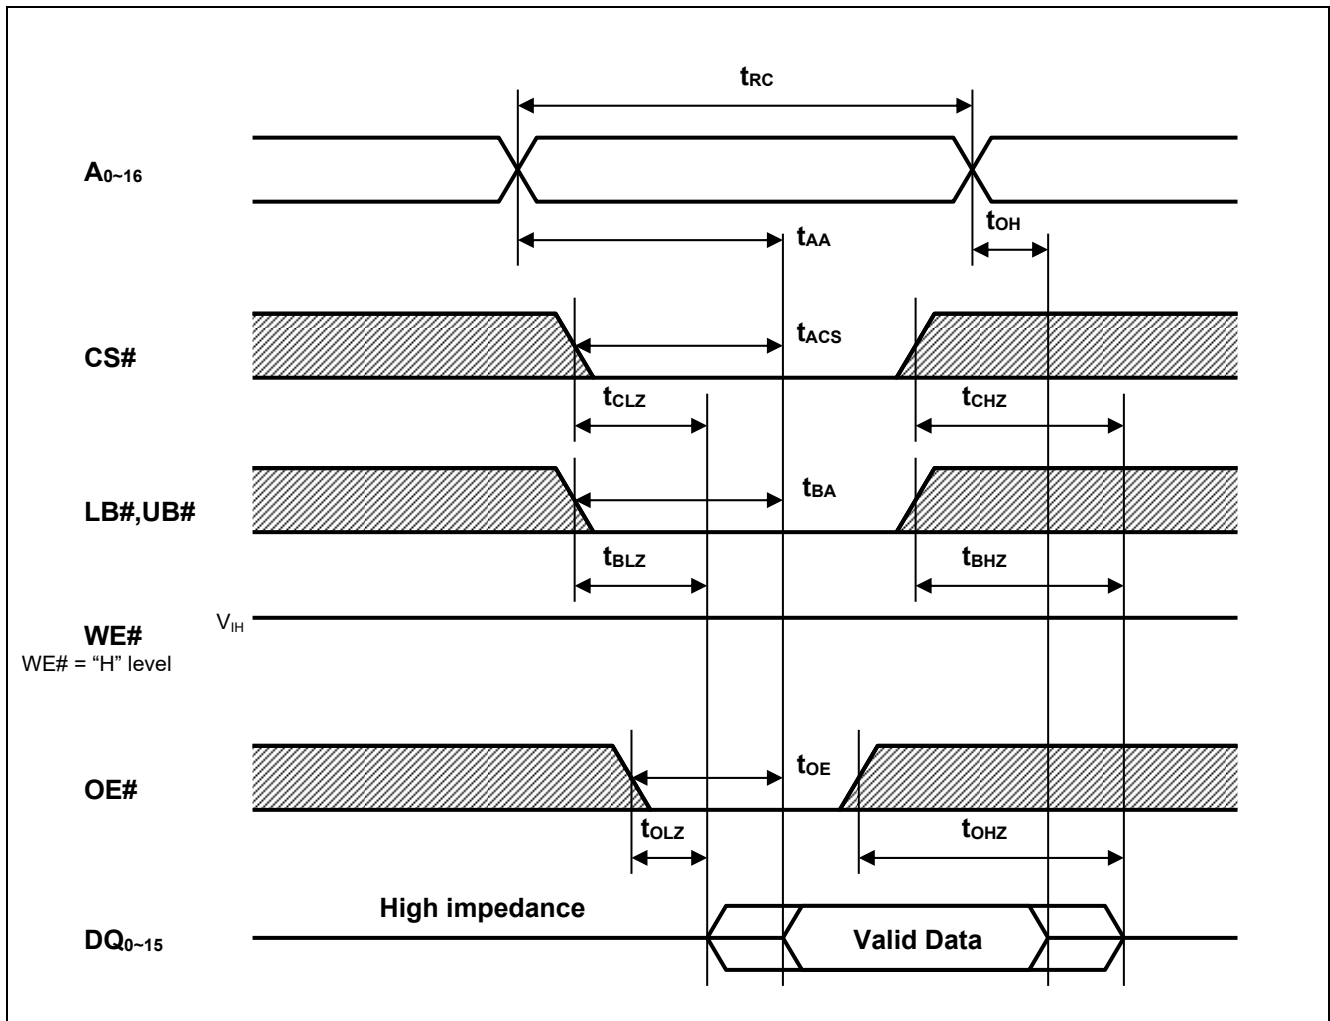 tRC
A0~16
tOH
tAA
tACS
CS#
tCLZ
tCHZ
tBA
LB#,UB#
tBLZ
tBHZ
VIH
WE#
WE# = “H” level
tOE
OE#
tOLZ
tOHZ
High impedance
DQ0~15
Valid Data